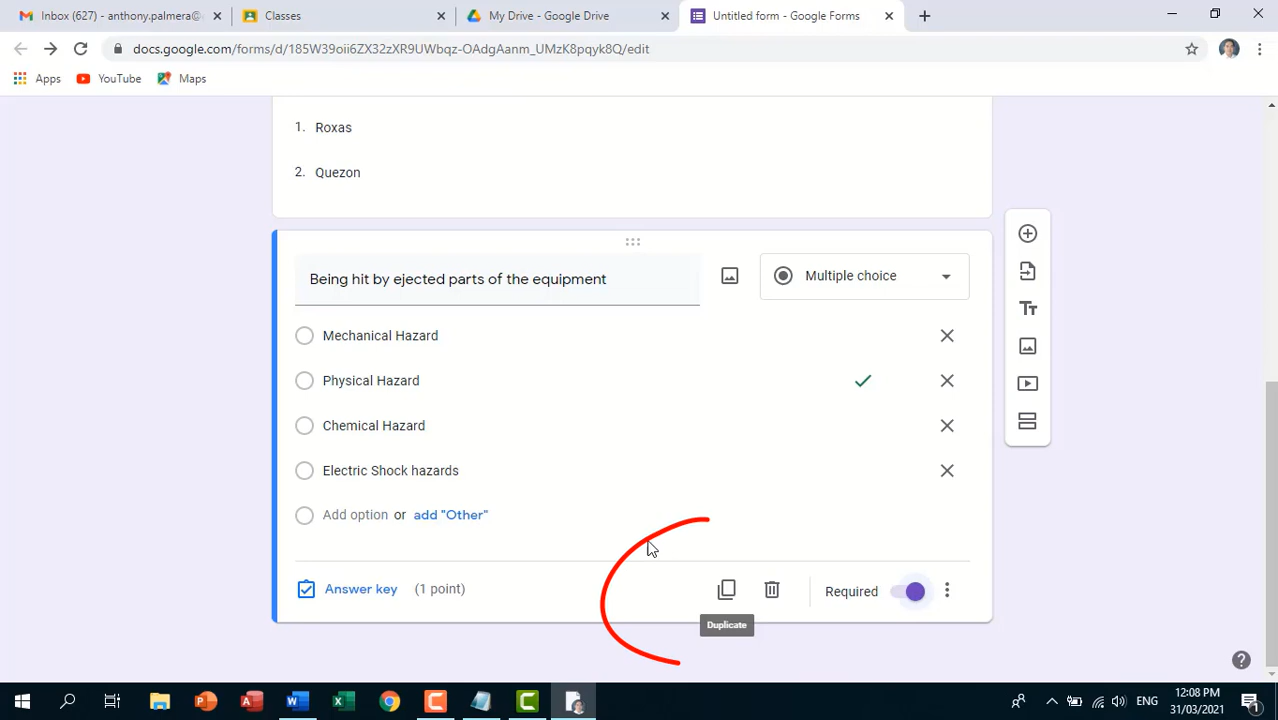 Inbox (627) - anthony.palmera@
Classes
My Drive - Google Drive
Untitled form - Google Forms
docs.google.com/forms/d/185W39oii6ZX32zXR9UWbqz-OAdgAanm_UMzK8pqyk8Q/edit
Apps
YouTube
Maps
1. Roxas
2. Quezon
Being hit by ejected parts of the equipment
Multiple choice
Mechanical Hazard
Physical Hazard
Chemical Hazard
Electric Shock hazards
Add option or add "Other"
Answer key (1 point)
Required
Duplicate
ENG
12:08 PM
31/03/2021